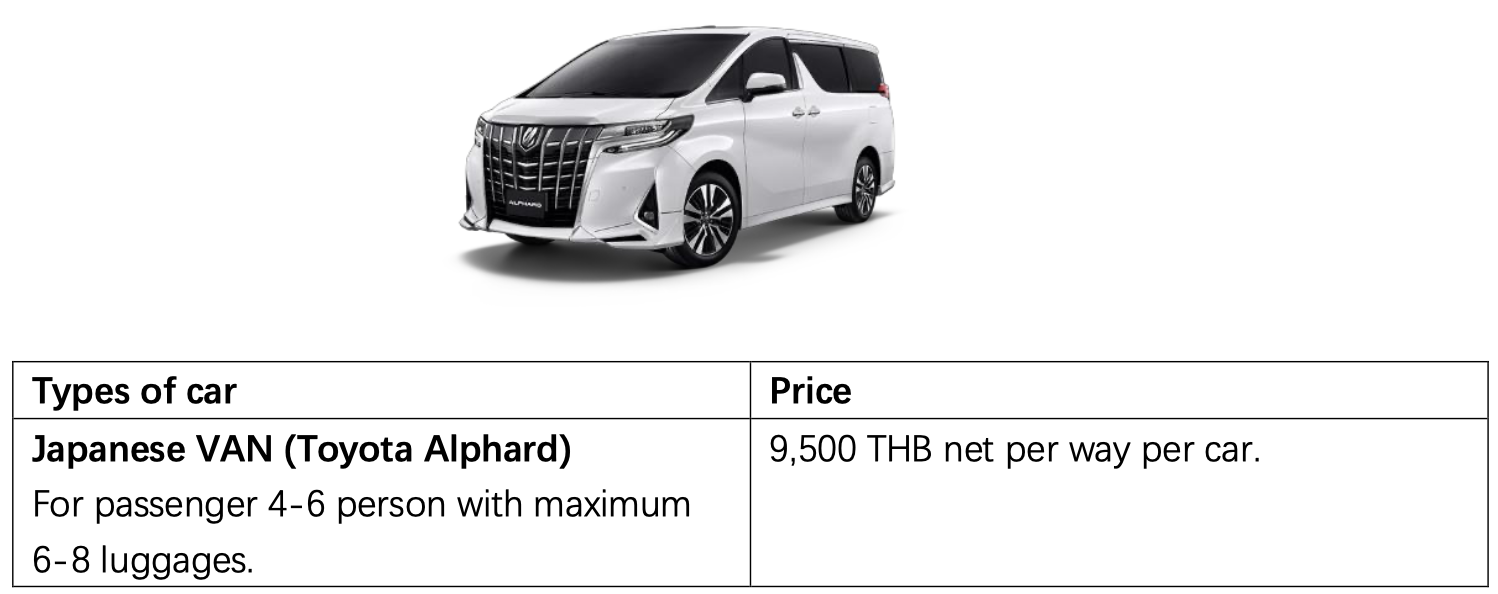 ALPHARD
Types of car
Price
Japanese VAN (Toyota Alphard)
9,500 THB net per way per car.
For passenger 4-6 person with maximum
6-8 luggages.